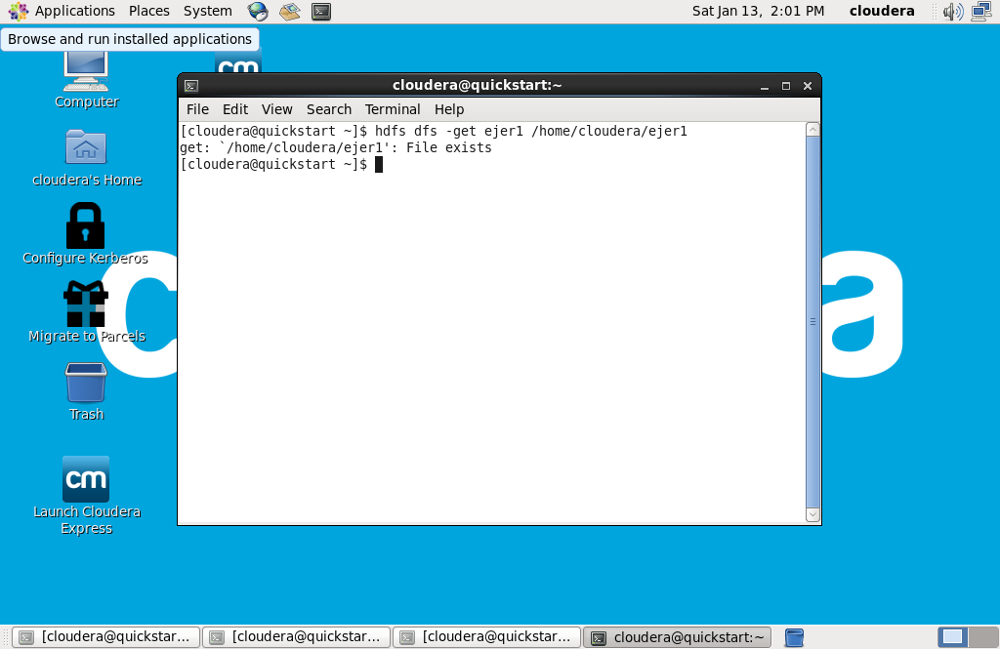 Applications Places System Sat Jan 13, 2:01 PM cloudera
Browse and run installed applications
cm
Computer
cloudera's Home
Configure Kerberos
Migrate to Parcels
Trash
cm
Launch Cloudera
Express
c
a
cloudera@quickstart:~
File Edit View Search Terminal Help
[cloudera@quickstart ~]$ hdfs dfs -get ejer1 /home/cloudera/ejer1
get: `/home/cloudera/ejer1': File exists
[cloudera@quickstart ~]$
[cloudera@quickstar... [cloudera@quickstar... [cloudera@quickstar... cloudera@quickstart:~